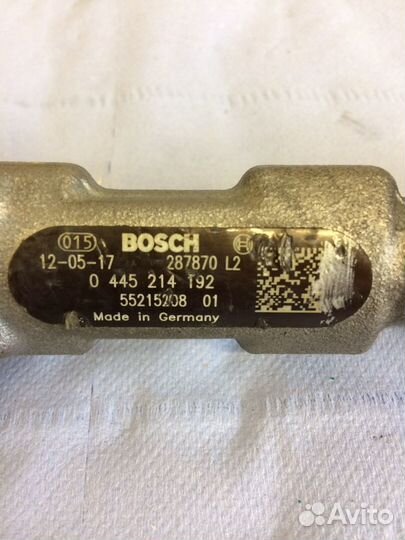 015 BOSCH
12-05-17 287870 L2
0 445 214 192
55215208 01
Made in Germany
Avito